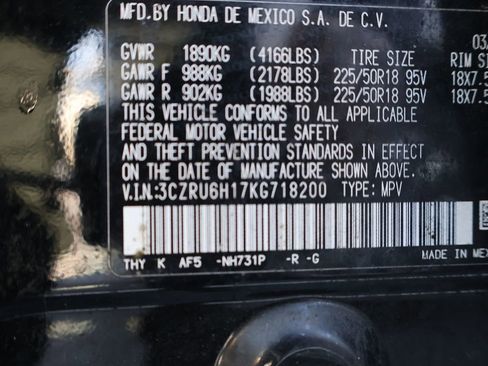 MFD.BY HONDA DE MEXICO S.A. DE C.V.
03/
GVWR 1890KG (4166LBS) TIRE SIZE RIM SI
GAWR F 988KG (2178LBS) 225/50R18 95V 18X7.5
GAWR R 902KG (1988LBS) 225/50R18 95V 18X7.5
THIS VEHICLE CONFORMS TO ALL APPLICABLE
FEDERAL MOTOR VEHICLE SAFETY
AND THEFT PREVENTION STANDARDS IN EFFECT
ON THE DATE OF MANUFACTURE SHOWN ABOVE.
V.I.N:3CZRU6H17KG718200 TYPE: MPV
THY K AF5 -NH731P -R -G
MADE IN MEX